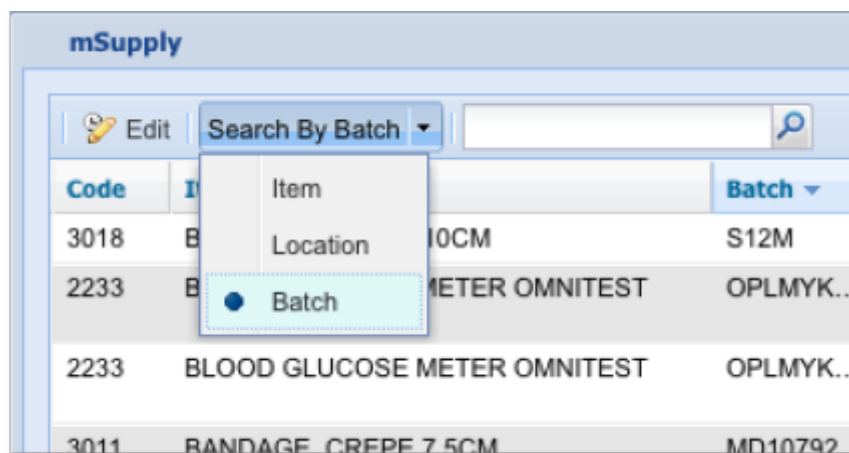 mSupply
Edit Search By Batch
Code Item Batch
3018 B 10CM S12M
Location
2233 B METER OMNITEST OPLMYK..
Batch
2233 BLOOD GLUCOSE METER OMNITEST OPLMYK..
3011 BANDAGE, CREPE 7.5CM MD10792